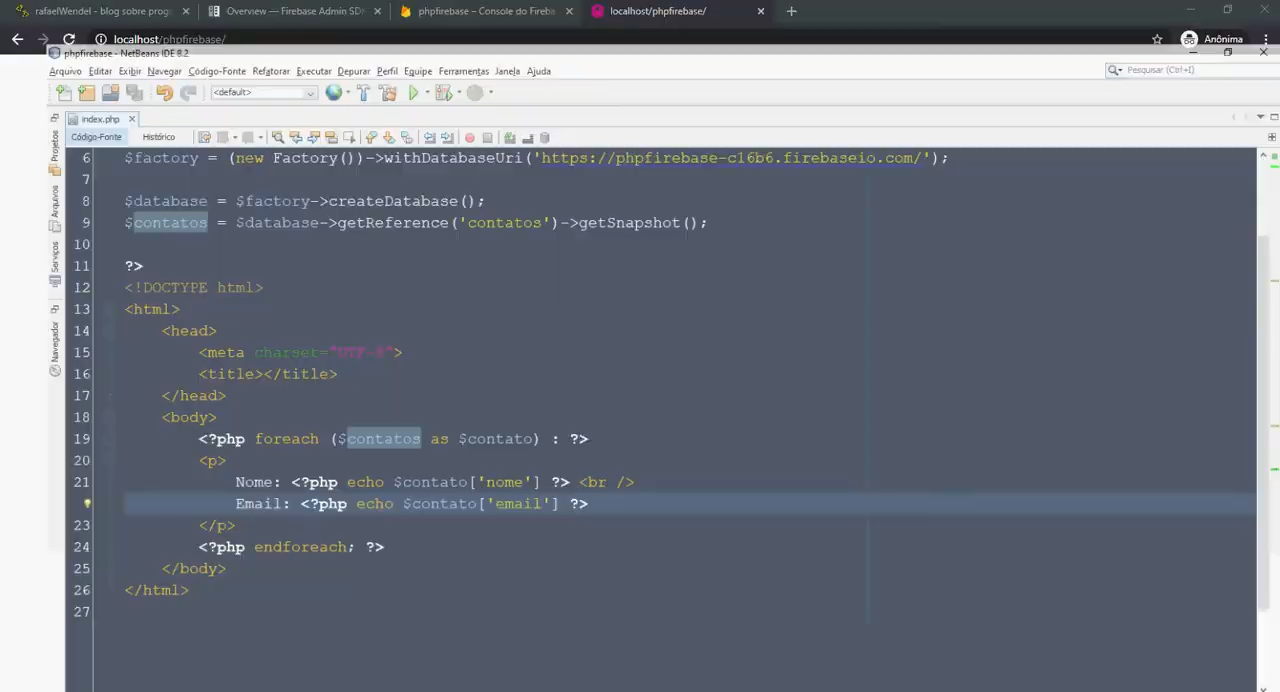 rafaelWendel - blog sobre prog
Overview — Firebase Admin SD
phpfirebase – Console do Fireba
localhost/phpfirebase/
localhost/phpfirebase/
Anônima
phpfirebase - NetBeans IDE 8.2
Arquivo Editar Exibir Navegar Código-Fonte Refatorar Executar Depurar Perfil Equipe Ferramentas Janela Ajuda
Pesquisar (Ctrl+I)
<default>
index.php
Código-Fonte Histórico
Projetos
Arquivos
Serviços
Navegador
6 $factory = (new Factory())->withDatabaseUri('https://phpfirebase-c16b6.firebaseio.com/');
7
8 $database = $factory->createDatabase();
9 $contatos = $database->getReference('contatos')->getSnapshot();
10
11 ?>
12 <!DOCTYPE html>
13 <html>
14 <head>
15 <meta charset="UTF-8">
16 <title></title>
17 </head>
18 <body>
19 <?php foreach ($contatos as $contato) : ?>
20 <p>
21 Nome: <?php echo $contato['nome'] ?> <br />
Email: <?php echo $contato['email'] ?>
23 </p>
24 <?php endforeach; ?>
25 </body>
26 </html>
27